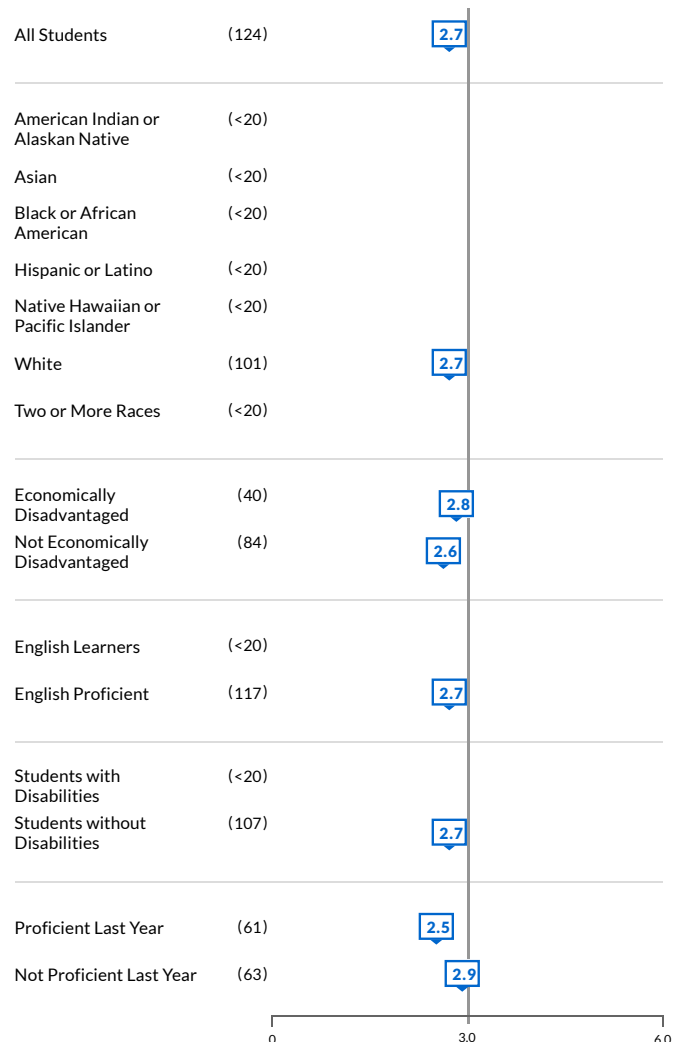 All Students (124) 2.7
American Indian or (<20)
Alaskan Native
Asian (<20)
Black or African (<20)
American
Hispanic or Latino (<20)
Native Hawaiian or (<20)
Pacific Islander
White (101) 2.7
Two or More Races (<20)
Economically (40) 2.8
Disadvantaged
Not Economically (84) 2.6
Disadvantaged
English Learners (<20)
English Proficient (117) 2.7
Students with (<20)
Disabilities
Students without (107) 2.7
Disabilities
Proficient Last Year (61) 2.5
Not Proficient Last Year (63) 2.9
0 3.0 6.0